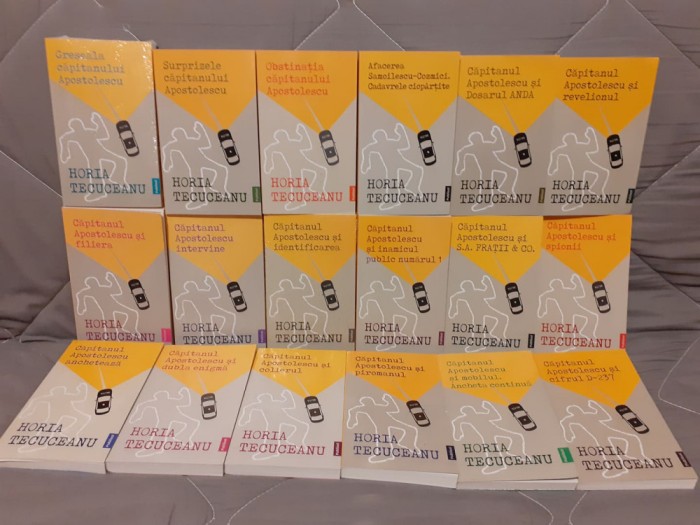 Greșeala
căpitanului
Apostolescu
HORIA
TECUCEANU
Surprizele
căpitanului
Apostolescu
HORIA
TECUCEANU
Obstinația
căpitanului
Apostolescu
HORIA
TECUCEANU
Afacerea
Samoilescu-Cosmici.
Cadavrele ciopârțite
HORIA
TECUCEANU
Căpitanul
Apostolescu și
Dosarul ANDA
HORIA
TECUCEANU
Căpitanul
Apostolescu și
revelionul
HORIA
TECUCEANU
Căpitanul
Apostolescu și
filiera
HORIA
TECUCEANU
Căpitanul
Apostolescu
intervine
HORIA
TECUCEANU
Căpitanul
Apostolescu și
identificarea
HORIA
TECUCEANU
Căpitanul
Apostolescu
și inamicul
public numărul 1
HORIA
TECUCEANU
Căpitanul
Apostolescu și
S.A. FRAȚII & CO.
HORIA
TECUCEANU
Căpitanul
Apostolescu și
spionii
HORIA
TECUCEANU
Căpitanul
Apostolescu
anchetează
HORIA
TECUCEANU
Căpitanul
Apostolescu și
dubla enigmă
HORIA
TECUCEANU
Căpitanul
Apostolescu și
colierul
HORIA
TECUCEANU
Căpitanul
Apostolescu și
piromanul
HORIA
TECUCEANU
Căpitanul
Apostolescu
și mobilul.
Ancheta continuă
HORIA
TECUCEANU
Căpitanul
Apostolescu și
cifrul D-237
HORIA
TECUCEANU